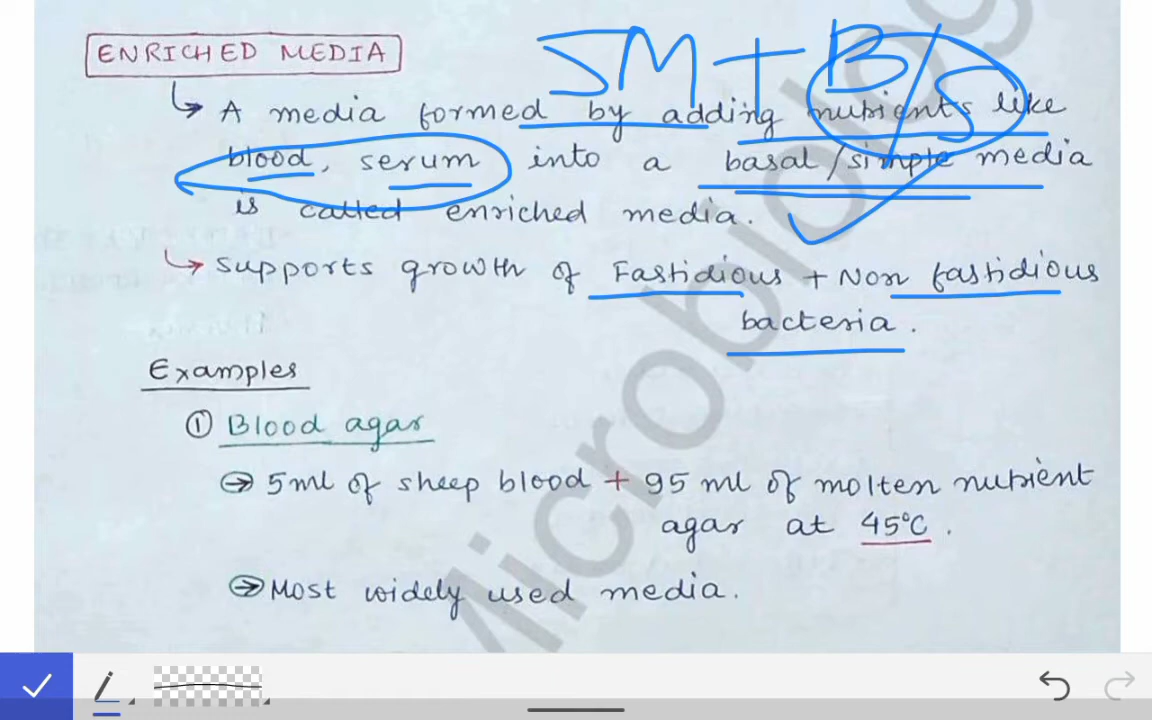 ENRICHED MEDIA
SM + B/S
↳ A media formed by adding nutrients like
blood, serum into a basal/simple media
is called enriched media.
↳ Supports growth of Fastidious + Non fastidious
bacteria.
Examples
① Blood agar
→ 5ml of sheep blood + 95 ml of molten nutrient
agar at 45°C.
→ Most widely used media.
Microbiolog